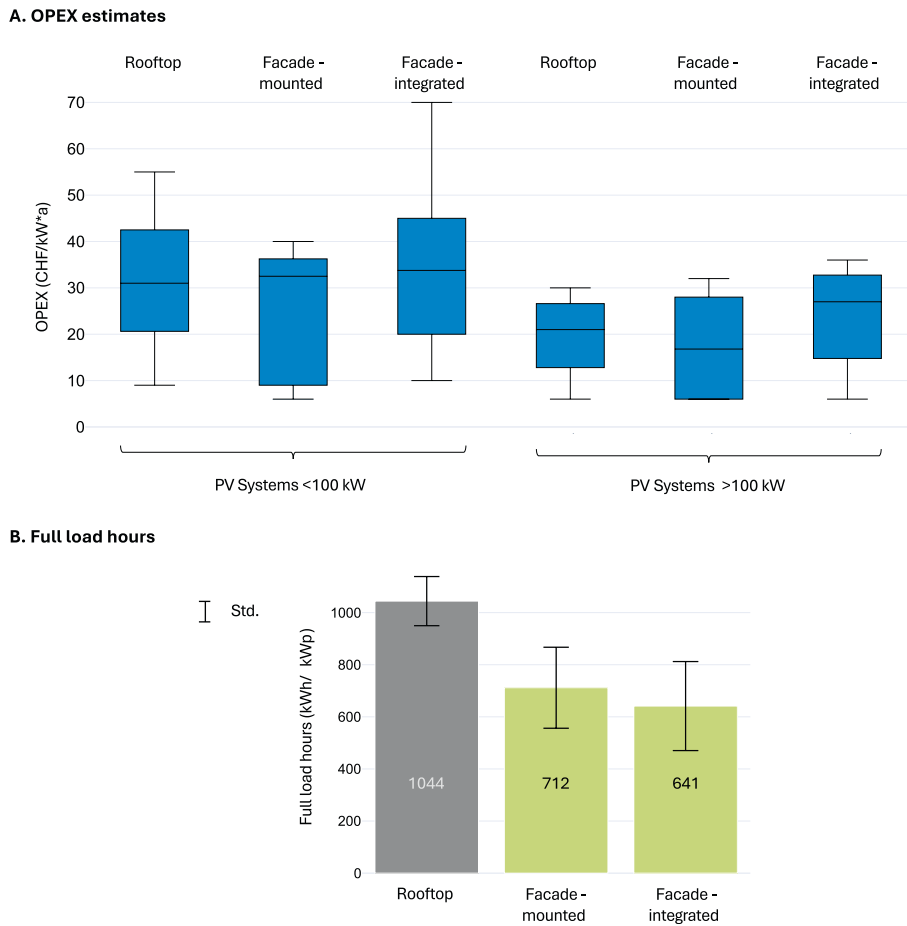 A. OPEX estimates
Rooftop
Facade -
mounted
Facade -
integrated
Rooftop
Facade -
mounted
Facade -
integrated
OPEX (CHF/kW*a)
70
60
50
40
30
20
10
0
PV Systems <100 kW
PV Systems >100 kW
B. Full load hours
Std.
Full load hours (kWh/ kWp)
1000
800
600
400
200
0
1044
712
641
Rooftop
Facade -
mounted
Facade -
integrated